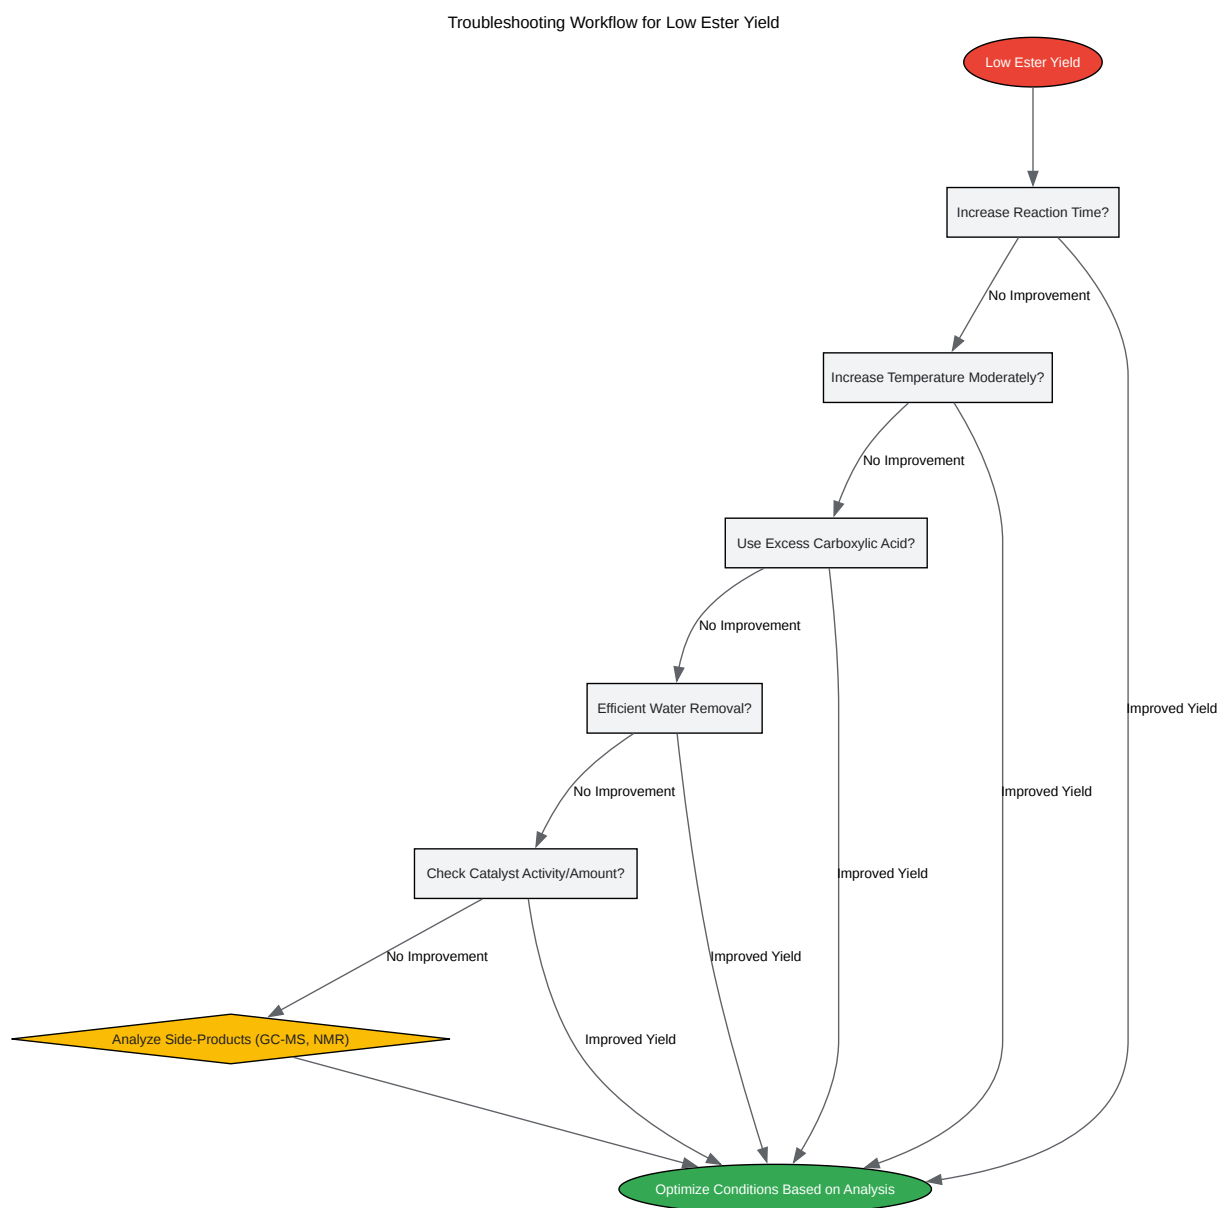 Troubleshooting Workflow for Low Ester Yield
Low Ester Yield
Increase Reaction Time?
No Improvement
Increase Temperature Moderately?
No Improvement
Use Excess Carboxylic Acid?
No Improvement
Efficient Water Removal?
Improved Yield
No Improvement
Improved Yield
Check Catalyst Activity/Amount?
Improved Yield
No Improvement
Improved Yield
Analyze Side-Products (GC-MS, NMR)
Improved Yield
Optimize Conditions Based on Analysis